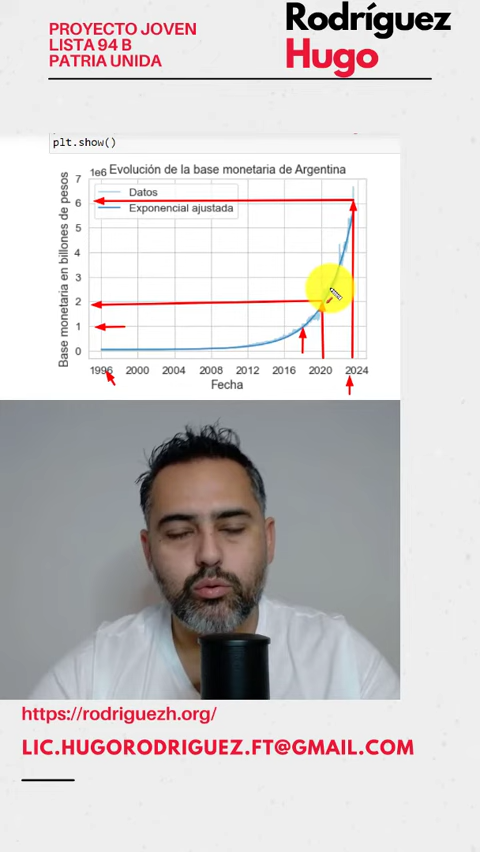 PROYECTO JOVEN
LISTA 94 B
PATRIA UNIDA
Rodríguez
Hugo
plt.show()
1e6 Evolución de la base monetaria de Argentina
Base monetaria en billones de pesos
7
6
5
4
3
2
1
0
Datos
Exponencial ajustada
1996 2000 2004 2008 2012 2016 2020 2024
Fecha
https://rodriguezh.org/
LIC.HUGORODRIGUEZ.FT@GMAIL.COM